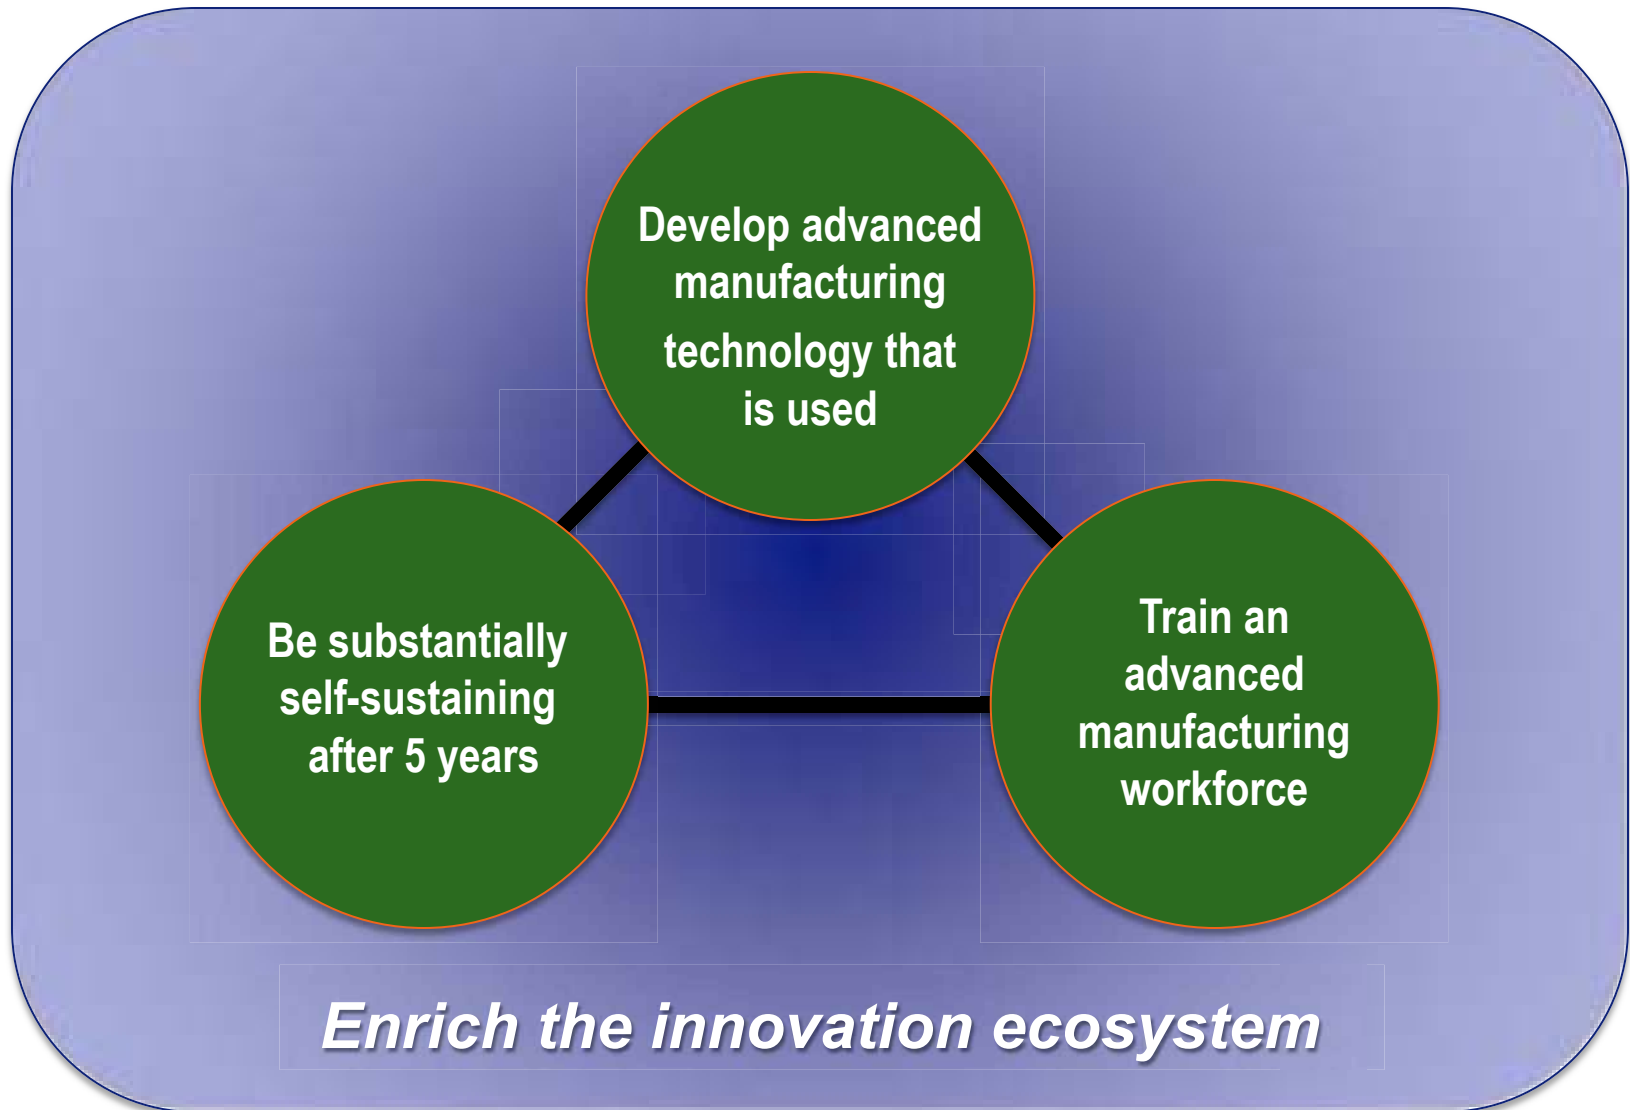 Develop advanced
manufacturing
technology that
is used
Be substantially
self-sustaining
after 5 years
Train an
advanced
manufacturing
workforce
Enrich the innovation ecosystem